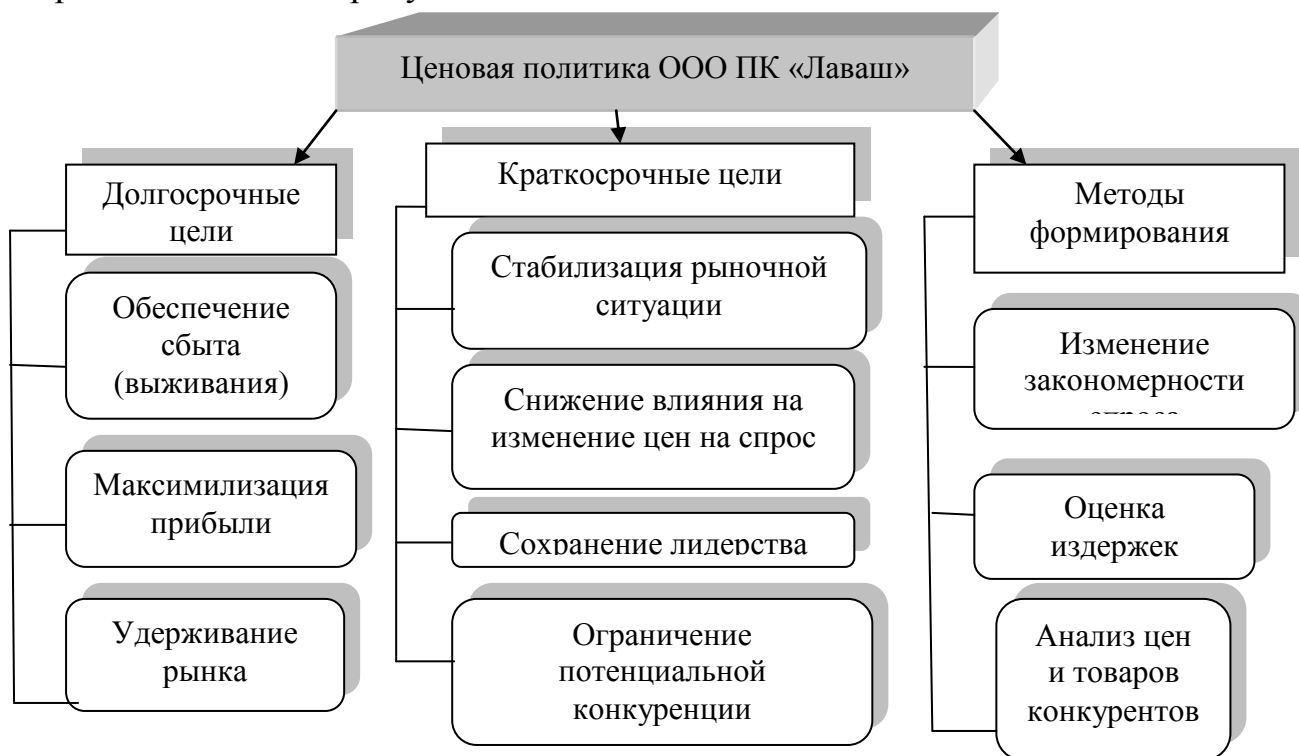 Ценовая политика ООО ПК «Лаваш»
Долгосрочные
цели
Обеспечение
сбыта
(выживания)
Максимилизация
прибыли
Удерживание
рынка
Краткосрочные цели
Стабилизация рыночной
ситуации
Снижение влияния на
изменение цен на спрос
Сохранение лидерства
Ограничение
потенциальной
конкуренции
Методы
формирования
Изменение
закономерности
Оценка
издержек
Анализ цен
и товаров
конкурентов